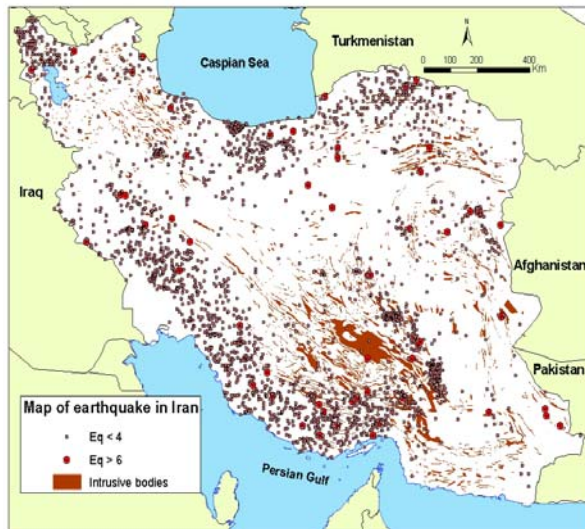 Turkmenistan
N
Caspian Sea
0 100 200 400
Km
Iraq
Afghanistan
Pakistan
Map of earthquake in Iran
Eq < 4
Eq > 6
Intrusive bodies
Persian Gulf